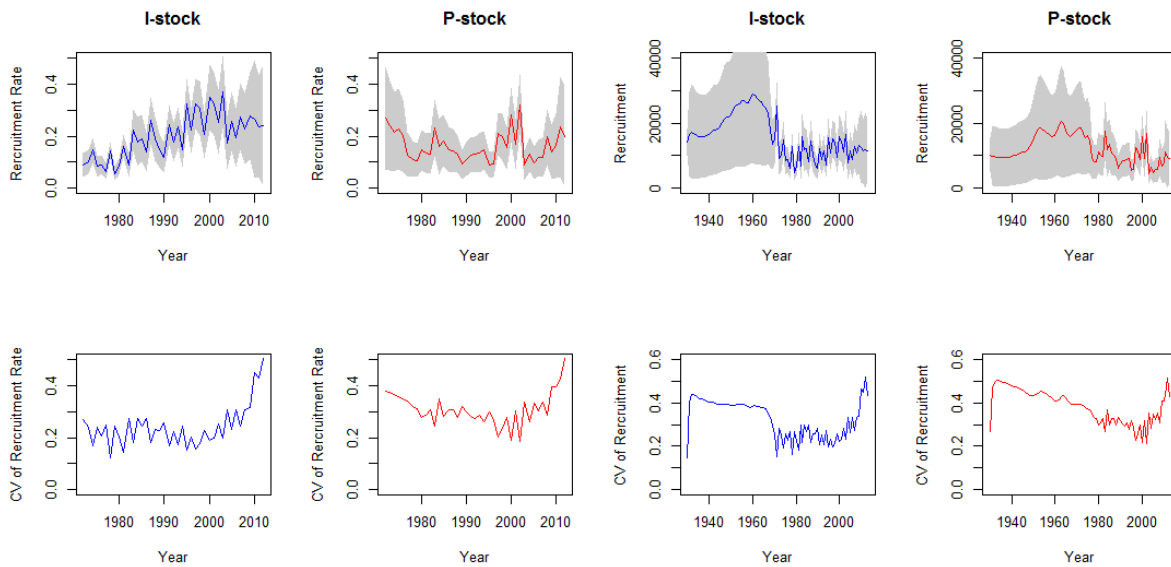 I-stock
Rercruitment Rate
0.4
0.2
0.0
1980 1990 2000 2010
Year
P-stock
Rercruitment Rate
0.4
0.2
0.0
1980 1990 2000 2010
Year
I-stock
Rercruitment
40000
20000
0
1940 1960 1980 2000
Year
P-stock
Rercruitment
40000
20000
0
1940 1960 1980 2000
Year
CV of Rercruitment Rate
0.4
0.2
0.0
1980 1990 2000 2010
Year
CV of Rercruitment Rate
0.4
0.2
0.0
1980 1990 2000 2010
Year
CV of Rercruitment
0.6
0.4
0.2
0.0
1940 1960 1980 2000
Year
CV of Rercruitment
0.6
0.4
0.2
0.0
1940 1960 1980 2000
Year